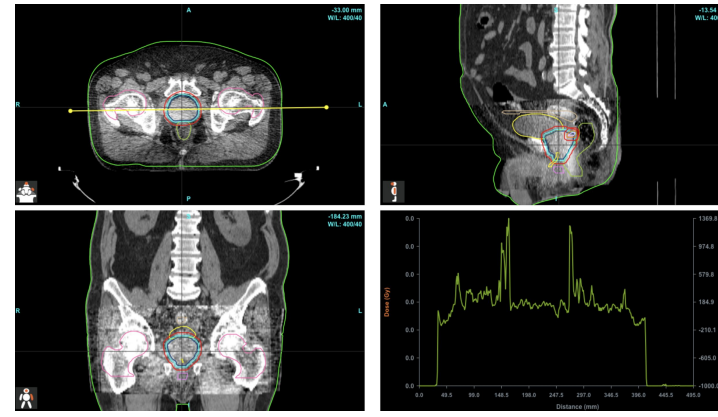 A
-33.00 mm
W/L: 400/40
R
L
P
-13.54
W/L: 40
A
I
-184.23 mm
W/L: 400/40
R
L
0.0
0.0
0.0
0.0
0.0
0.0
0.0
Dose (Gy)
1369.8
974.8
579.8
184.9
-210.1
-605.0
-1000.0
0.0
49.5
99.0
148.5
198.0
247.5
297.0
346.5
396.0
445.5
495.0
Distance (mm)